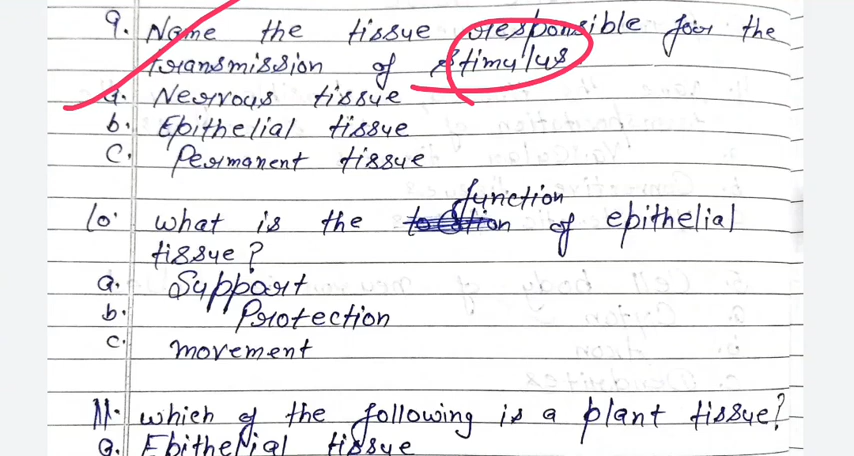 9. Name the tissue responsible for the
transmission of stimulus
a. Nervous tissue
b. Epithelial tissue
c. Permanent tissue
10. what is the function of epithelial
tissue?
a. Support
b. Protection
c. movement
11. which of the following is a plant tissue?
a. Epithelial tissue